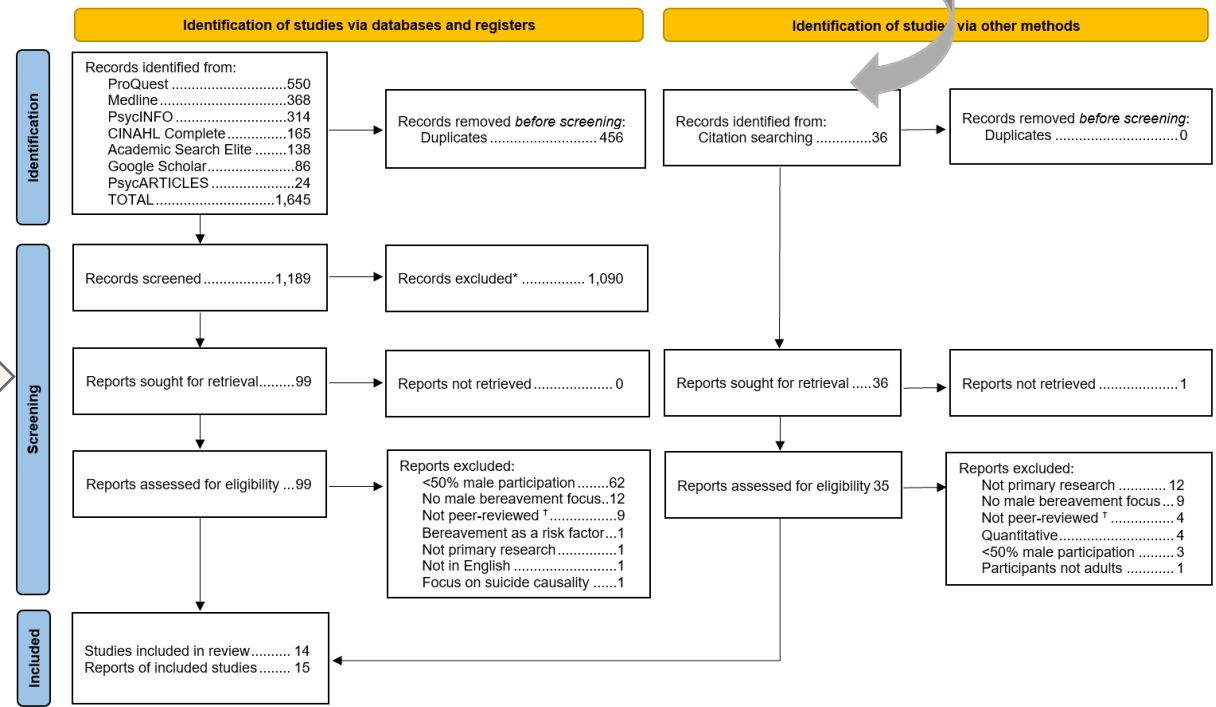 Identification of studies via databases and registers
Identification of studies via other methods
Identification
Records identified from:
ProQuest ............................550
Medline...............................368
PsycINFO ...........................314
CINAHL Complete..............165
Academic Search Elite .......138
Google Scholar.....................86
PsycARTICLES ....................24
TOTAL.............................1,645
Records removed before screening:
Duplicates .......................... 456
Records identified from:
Citation searching .............36
Records removed before screening:
Duplicates .............................0
Screening
Records screened .................1,189
Records excluded* ................ 1,090
Reports sought for retrieval.........99
Reports not retrieved ................... 0
Reports sought for retrieval .....36
Reports not retrieved ....................1
Reports assessed for eligibility ...99
Reports excluded:
<50% male participation ........62
No male bereavement focus..12
Not peer-reviewed † .................9
Bereavement as a risk factor...1
Not primary research ..............1
Not in English .........................1
Focus on suicide causality ......1
Reports assessed for eligibility 35
Reports excluded:
Not primary research ........... 12
No male bereavement focus ... 9
Not peer-reviewed † ................ 4
Quantitative............................ 4
<50% male participation ......... 3
Participants not adults ............ 1
Included
Studies included in review.......... 14
Reports of included studies........ 15